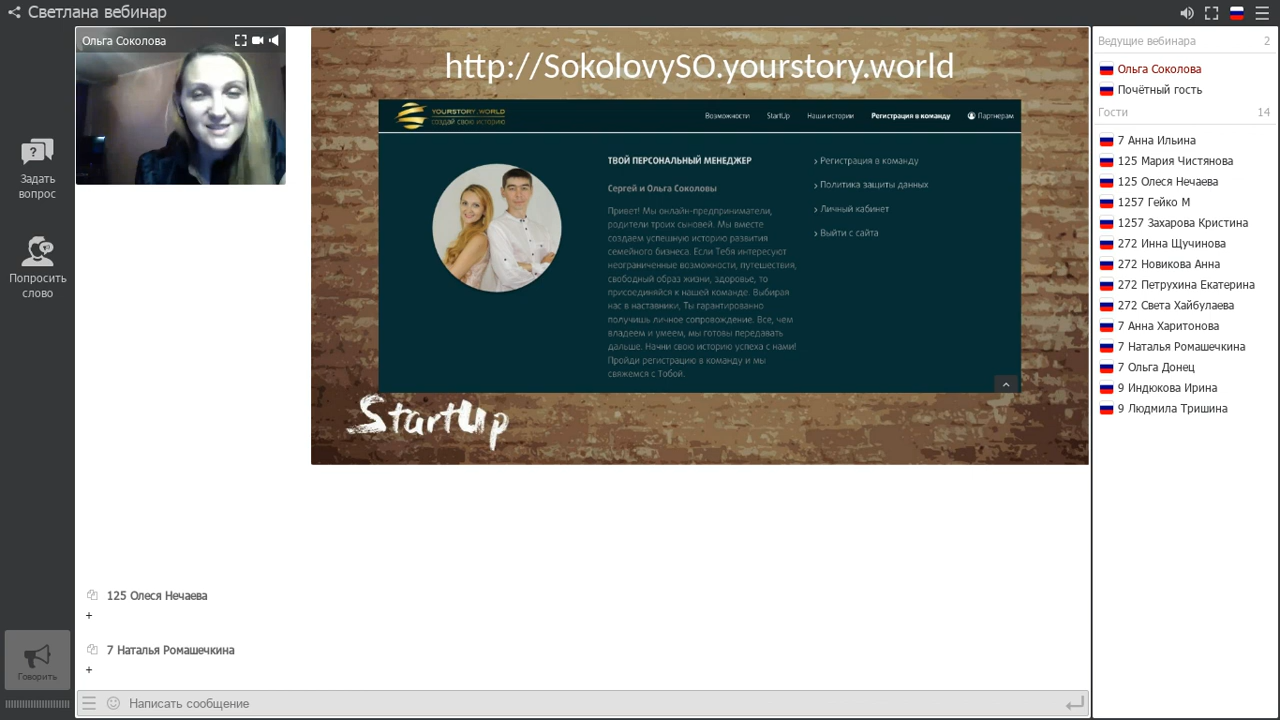 Светлана вебинар
Ольга Соколова
Задать
вопрос
Попросить
слово
Говорить
http://SokolovySO.yourstory.world
YOURSTORY.WORLD
СОЗДАЙ СВОЮ ИСТОРИЮ
Возможности
StartUp
Наши истории
Регистрация в команду
Партнерам
ТВОЙ ПЕРСОНАЛЬНЫЙ МЕНЕДЖЕР
Сергей и Ольга Соколовы
Привет! Мы онлайн-предприниматели,
родители троих сыновей. Мы вместе
создаем успешную историю развития
семейного бизнеса. Если Тебя интересуют
неограниченные возможности, путешествия,
свободный образ жизни, здоровье, то
присоединяйся к нашей команде. Выбирая
нас в наставники, Ты гарантированно
получишь личное сопровождение. Все, чем
владеем и умеем, мы готовы передавать
дальше. Начни свою историю успеха с нами!
Пройди регистрацию в команду и мы
свяжемся с Тобой.
Регистрация в команду
Политика защиты данных
Личный кабинет
Выйти с сайта
StartUp
125 Олеся Нечаева
+
7 Наталья Ромашечкина
+
Написать сообщение
Ведущие вебинара 2
Ольга Соколова
Почётный гость
Гости 14
7 Анна Ильина
125 Мария Чистянова
125 Олеся Нечаева
1257 Гейко М
1257 Захарова Кристина
272 Инна Щучинова
272 Новикова Анна
272 Петрухина Екатерина
272 Света Зайбулаева
7 Анна Харитонова
7 Наталья Ромашечкина
7 Ольга Донец
9 Индюкова Ирина
9 Людмила Тришина